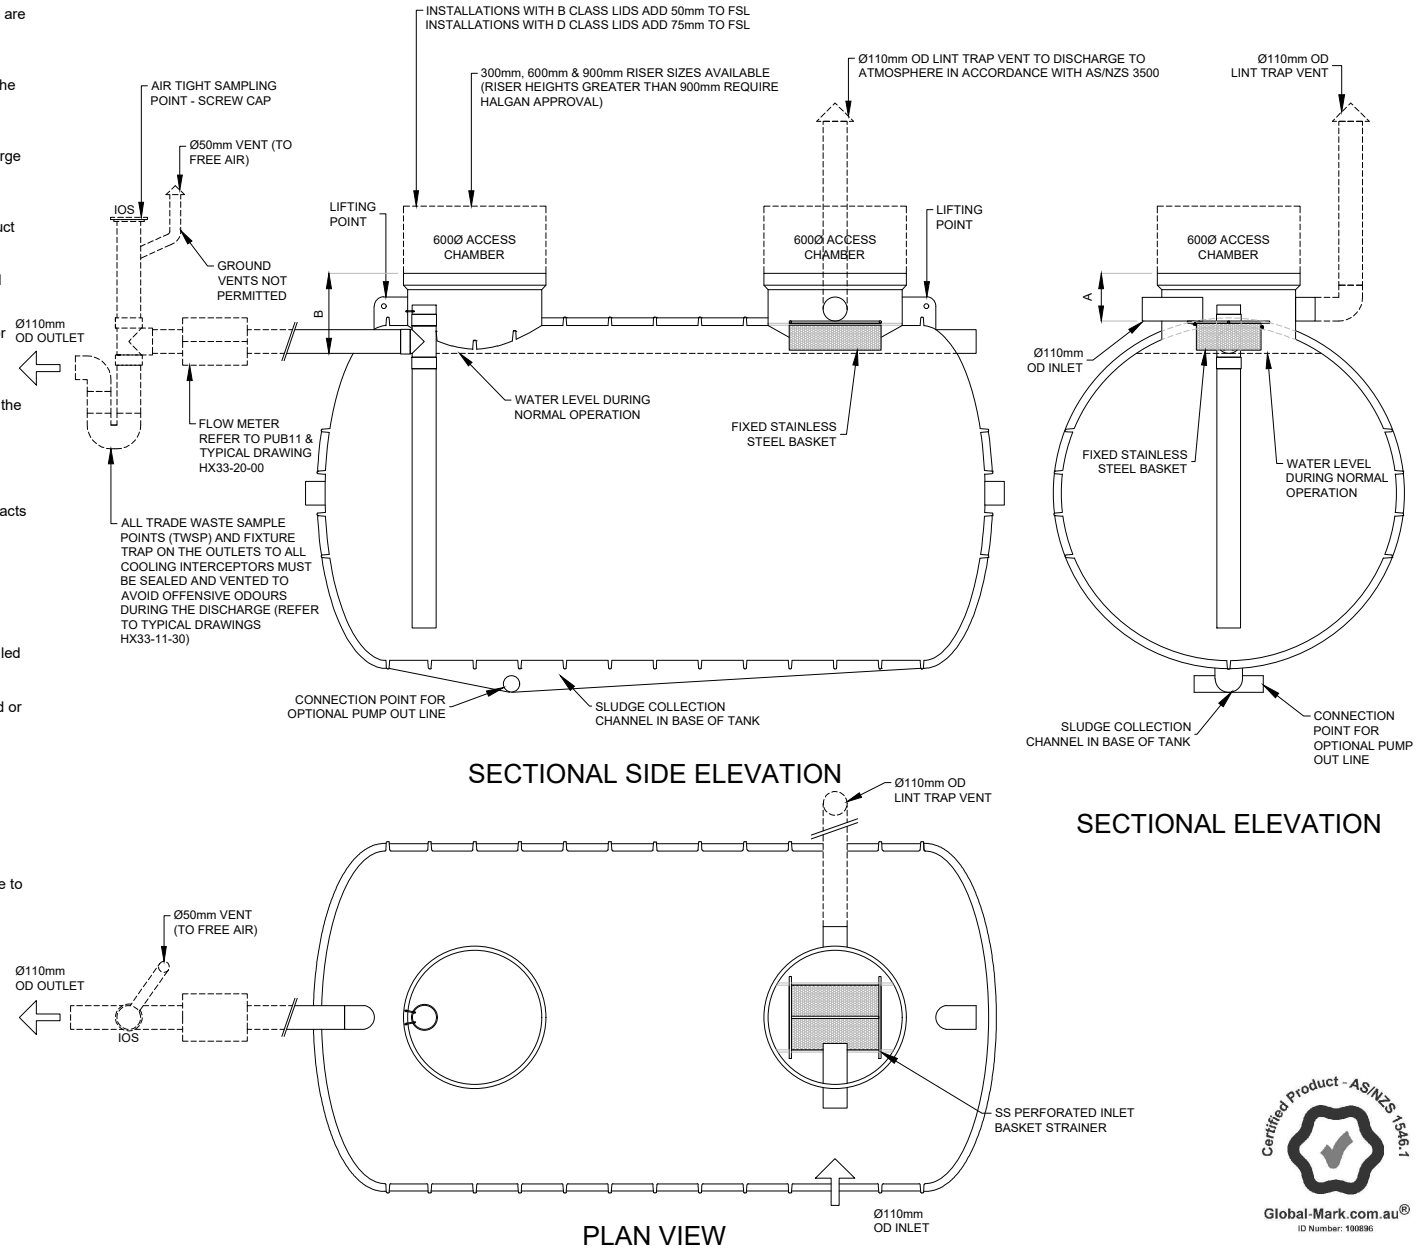 are
the
arge
uct
d
or
the
acts
led
d or
e to
INSTALLATIONS WITH B CLASS LIDS ADD 50mm TO FSL
INSTALLATIONS WITH D CLASS LIDS ADD 75mm TO FSL
300mm, 600mm & 900mm RISER SIZES AVAILABLE
(RISER HEIGHTS GREATER THAN 900mm REQUIRE
HALGAN APPROVAL)
Ø110mm OD LINT TRAP VENT TO DISCHARGE TO
ATMOSPHERE IN ACCORDANCE WITH AS/NZS 3500
Ø110mm OD
LINT TRAP VENT
AIR TIGHT SAMPLING
POINT - SCREW CAP
Ø50mm VENT (TO
FREE AIR)
IOS
LIFTING
POINT
600Ø ACCESS
CHAMBER
600Ø ACCESS
CHAMBER
LIFTING
POINT
600Ø ACCESS
CHAMBER
GROUND
VENTS NOT
PERMITTED
B
A
Ø110mm
OD OUTLET
Ø110mm
OD INLET
WATER LEVEL DURING
NORMAL OPERATION
FLOW METER
REFER TO PUB11 &
TYPICAL DRAWING
HX33-20-00
FIXED STAINLESS
STEEL BASKET
FIXED STAINLESS
STEEL BASKET
WATER LEVEL
DURING NORMAL
OPERATION
ALL TRADE WASTE SAMPLE
POINTS (TWSP) AND FIXTURE
TRAP ON THE OUTLETS TO ALL
COOLING INTERCEPTORS MUST
BE SEALED AND VENTED TO
AVOID OFFENSIVE ODOURS
DURING THE DISCHARGE (REFER
TO TYPICAL DRAWINGS
HX33-11-30)
CONNECTION POINT FOR
OPTIONAL PUMP OUT LINE
SLUDGE COLLECTION
CHANNEL IN BASE OF TANK
SLUDGE COLLECTION
CHANNEL IN BASE OF TANK
CONNECTION
POINT FOR
OPTIONAL PUMP
OUT LINE
SECTIONAL SIDE ELEVATION
SECTIONAL ELEVATION
Ø110mm OD
LINT TRAP VENT
Ø50mm VENT
(TO FREE AIR)
Ø110mm
OD OUTLET
IOS
SS PERFORATED INLET
BASKET STRAINER
Ø110mm
OD INLET
PLAN VIEW
Certified Product - AS/NZS 1546.1
Global-Mark.com.au®
ID Number: 100896